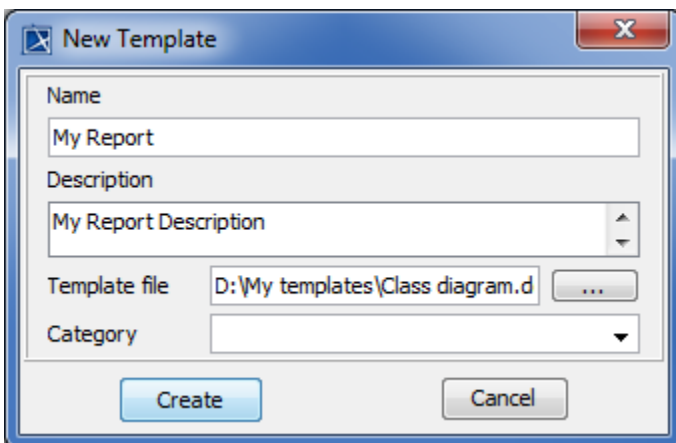 New Template
Name
My Report
Description
My Report Description
Template file D:\My templates\Class diagram.d ...
Category
Create Cancel